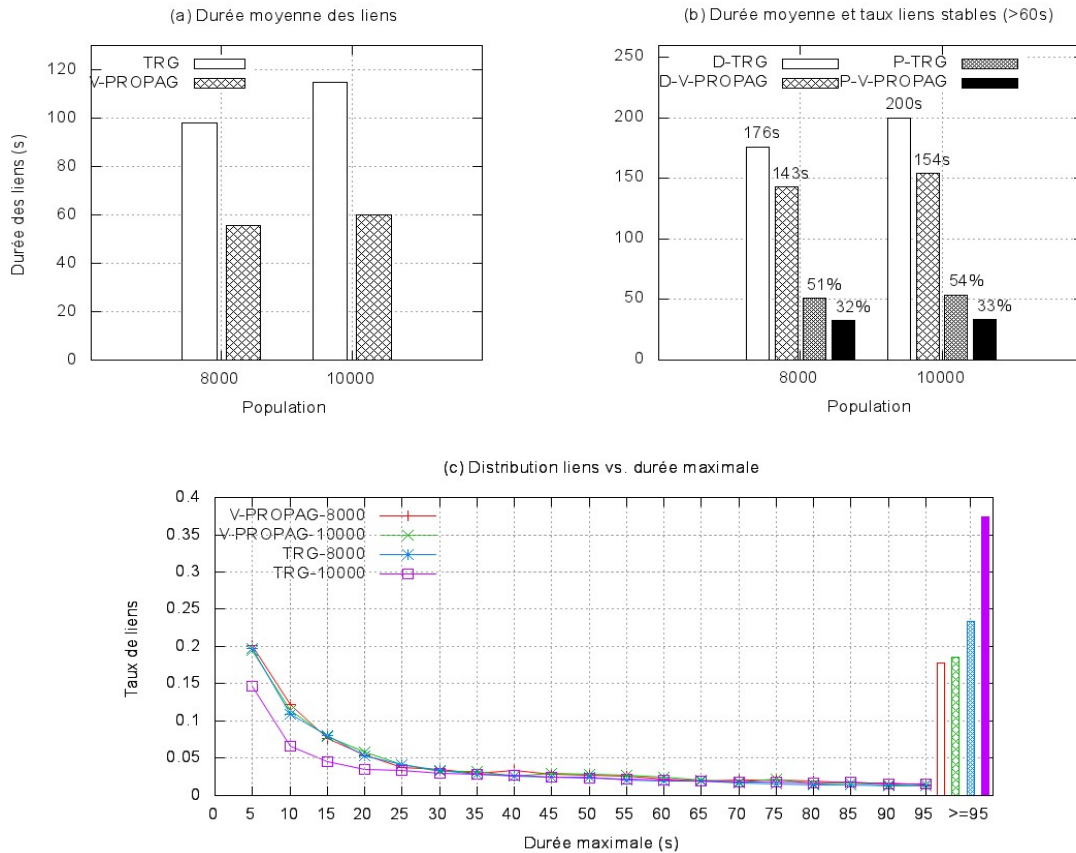 (a) Durée moyenne des liens
TRG
V-PROPAG
120
100
80
60
40
20
0
Durée des liens (s)
8000
10000
Population
(b) Durée moyenne et taux liens stables (>60s)
D-TRG
P-TRG
D-V-PROPAG
P-V-PROPAG
250
200
150
100
50
0
176s
143s
51%
32%
200s
154s
54%
33%
8000
10000
Population
(c) Distribution liens vs. durée maximale
V-PROPAG-8000
V-PROPAG-10000
TRG-8000
TRG-10000
0.4
0.35
0.3
0.25
0.2
0.15
0.1
0.05
0
Taux de liens
0 5 10 15 20 25 30 35 40 45 50 55 60 65 70 75 80 85 90 95 >=95
Durée maximale (s)